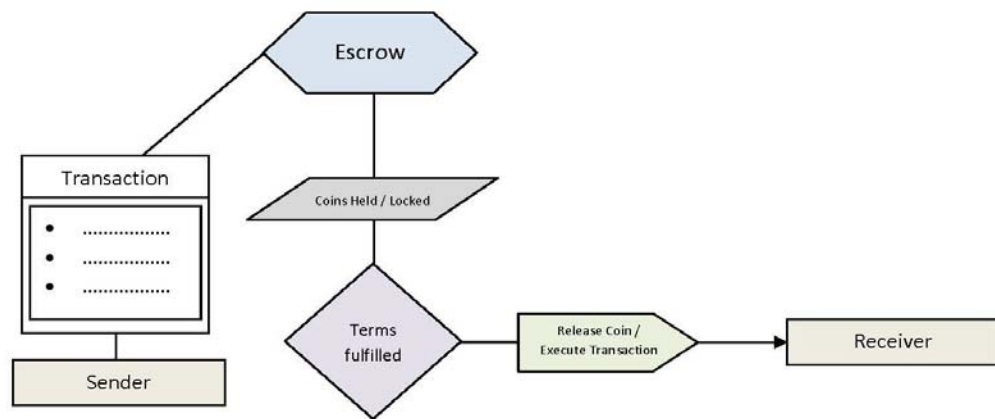 Escrow
Transaction
Coins Held / Locked
• .................
• .................
• .................
Terms
fulfilled
Release Coin /
Execute Transaction
Receiver
Sender